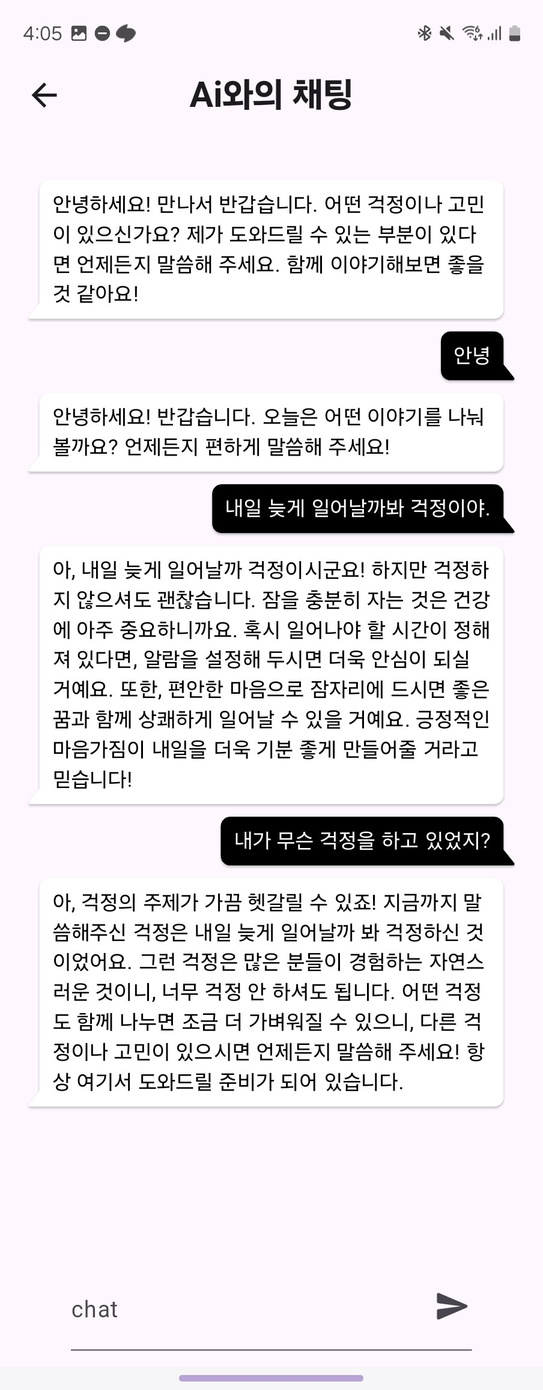 4:05
Ai와의 채팅
안녕하세요! 만나서 반갑습니다. 어떤 걱정이나 고민
이 있으신가요? 제가 도와드릴 수 있는 부분이 있다
면 언제든지 말씀해 주세요. 함께 이야기해보면 좋을
것 같아요!
안녕
안녕하세요! 반갑습니다. 오늘은 어떤 이야기를 나눠
볼까요? 언제든지 편하게 말씀해 주세요!
내일 늦게 일어날까봐 걱정이야.
아, 내일 늦게 일어날까 걱정이시군요! 하지만 걱정하
지 않으셔도 괜찮습니다. 잠을 충분히 자는 것은 건강
에 아주 중요하니까요. 혹시 일어나야 할 시간이 정해
져 있다면, 알람을 설정해 두시면 더욱 안심이 되실
거예요. 또한, 편안한 마음으로 잠자리에 드시면 좋은
꿈과 함께 상쾌하게 일어날 수 있을 거예요. 긍정적인
마음가짐이 내일을 더욱 기분 좋게 만들어줄 거라고
믿습니다!
내가 무슨 걱정을 하고 있었지?
아, 걱정의 주제가 가끔 헷갈릴 수 있죠! 지금까지 말
씀해주신 걱정은 내일 늦게 일어날까 봐 걱정하신 것
이었어요. 그런 걱정은 많은 분들이 경험하는 자연스
러운 것이니, 너무 걱정 안 하셔도 됩니다. 어떤 걱정
도 함께 나누면 조금 더 가벼워질 수 있으니, 다른 걱
정이나 고민이 있으시면 언제든지 말씀해 주세요! 항
상 여기서 도와드릴 준비가 되어 있습니다.
chat